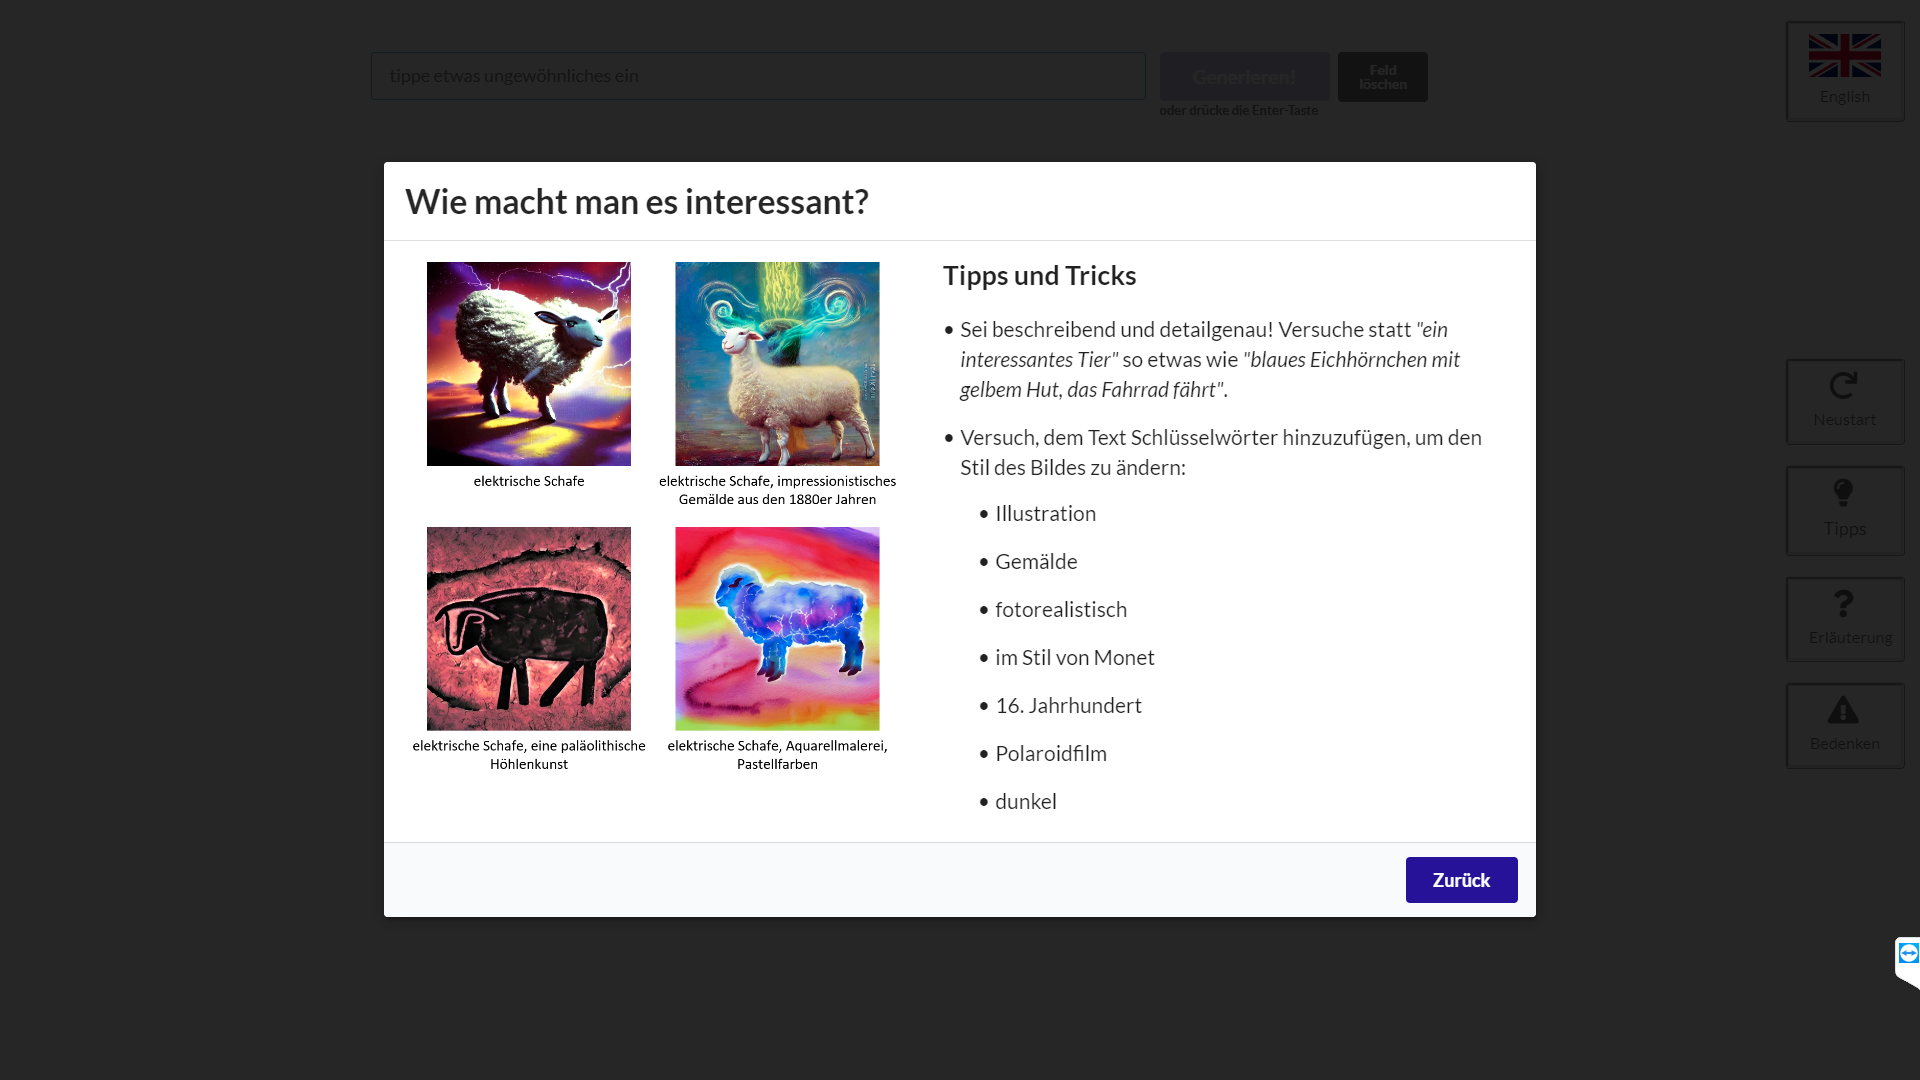 tippe etwas ungewöhnliches ein
Generieren!
Feld
löschen
oder drücke die Enter-Taste
English
Wie macht man es interessant?
elektrische Schafe
elektrische Schafe, impressionistisches
Gemälde aus den 1880er Jahren
elektrische Schafe, eine paläolithische
Höhlenkunst
elektrische Schafe, Aquarellmalerei,
Pastellfarben
Tipps und Tricks
• Sei beschreibend und detailgenau! Versuche statt "ein
interessantes Tier" so etwas wie "blaues Eichhörnchen mit
gelbem Hut, das Fahrrad fährt".
• Versuch, dem Text Schlüsselwörter hinzuzufügen, um den
Stil des Bildes zu ändern:
• Illustration
• Gemälde
• fotorealistisch
• im Stil von Monet
• 16. Jahrhundert
• Polaroidfilm
• dunkel
Zurück
Neustart
Tipps
Erläuterung
Bedenken